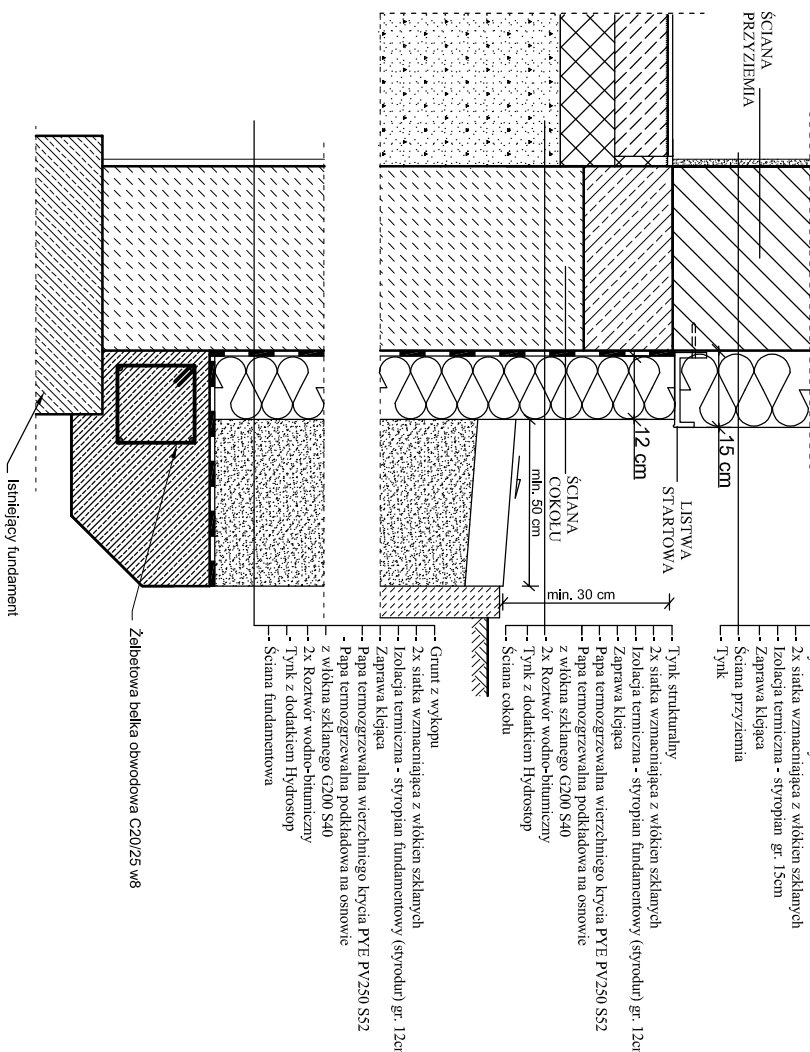 ŚCIANA
PRZYZIEMIA
15 cm
LISTWA
STARTOWA
12 cm
ŚCIANA
COKOŁU
min. 50 cm
min. 30 cm
- 2x siatka wzmacniająca z włókien szklanych
- Izolacja termiczna - styropian gr. 15cm
- Zaprawa klejąca
- Ściana przyziemia
- Tynk
- Tynk strukturalny
- 2x siatka wzmacniająca z włókien szklanych
- Izolacja termiczna - styropian fundamentowy (styrodur) gr. 12cm
- Zaprawa klejąca
- Papa termozgrzewalna wierzchniego krycia PYE PV250 S52
- Papa termozgrzewalna podkładowa na osnowie
z włókna szklanego G200 S40
- 2x Roztwór wodno-bitumiczny
- Tynk z dodatkiem Hydrostop
- Ściana cokołu
- Grunt z wykopu
- 2x siatka wzmacniająca z włókien szklanych
- Izolacja termiczna - styropian fundamentowy (styrodur) gr. 12cm
- Zaprawa klejąca
- Papa termozgrzewalna wierzchniego krycia PYE PV250 S52
- Papa termozgrzewalna podkładowa na osnowie
z włókna szklanego G200 S40
- 2x Roztwór wodno-bitumiczny
- Tynk z dodatkiem Hydrostop
- Ściana fundamentowa
Żelbetowa belka obwodowa C20/25 w8
Istniejący fundament